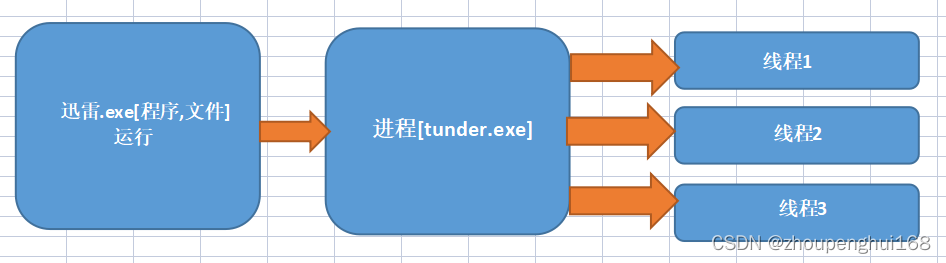 迅雷.exe[程序,文件]
运行
进程[tunder.exe]
线程1
线程2
线程3
CSDN @zhoupenghui168